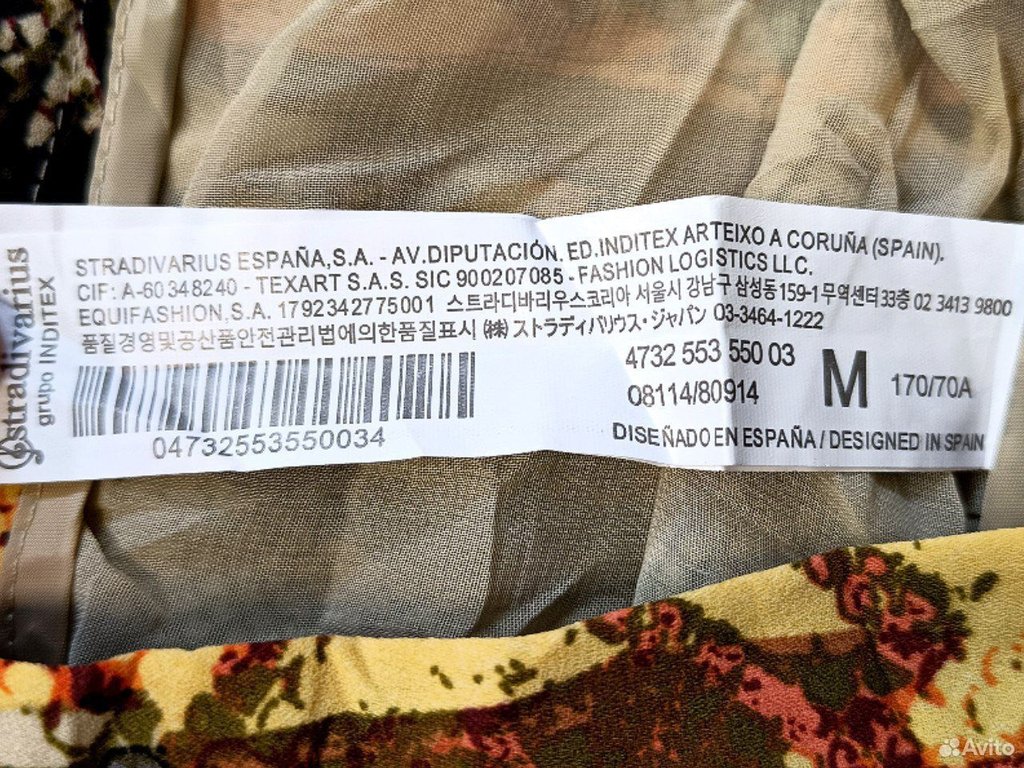 stradivarius
grupo INDITEX
STRADIVARIUS ESPAÑA,S.A. - AV.DIPUTACIÓN, ED.INDITEX ARTEIXO A CORUÑA (SPAIN).
CIF: A-60348240 - TEXART S.A.S. SIC 900207085 - FASHION LOGISTICS LLC.
EQUIFASHION,S.A. 1792342775001 스트라디바리우스코리아 서울시 강남구 삼성동159-1무역센터33층 02 3413 9800
품질경영및공산품안전관리법에의한품질표시 (株) ストラディバリウス・ジャパン 03-3464-1222
4732 553 550 03
08114/80914
M
170/70A
04732553550034
DISEÑADO EN ESPAÑA / DESIGNED IN SPAIN
Avito